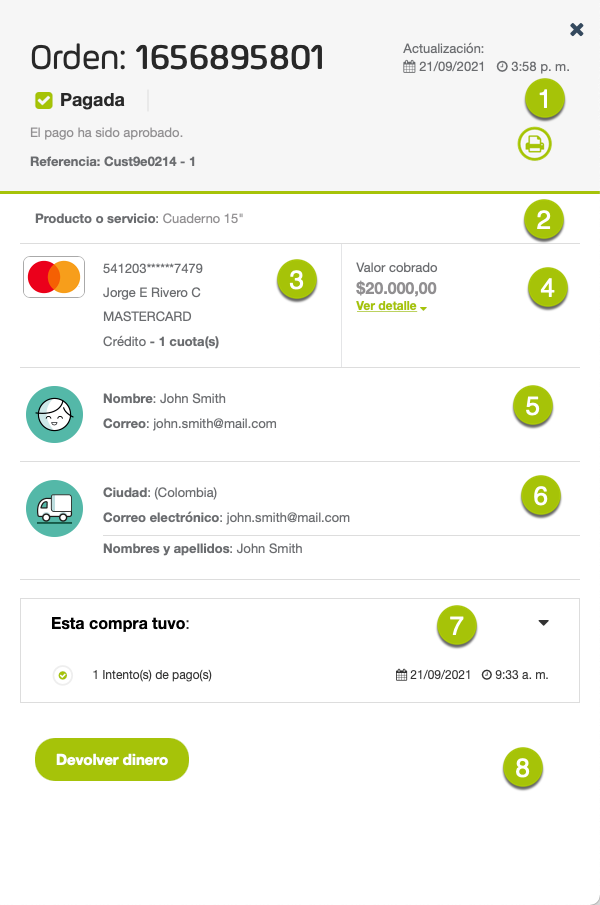 Orden: 1656895801
Actualización:
21/09/2021 3:58 p. m.
Pagada
1
El pago ha sido aprobado.
Referencia: Cust9e0214 - 1
Producto o servicio: Cuaderno 15"
2
541203******7479
Jorge E Rivero C
MASTERCARD
Crédito - 1 cuota(s)
3
Valor cobrado
$20.000,00
Ver detalle
4
Nombre: John Smith
Correo: john.smith@mail.com
5
Ciudad: (Colombia)
Correo electrónico: john.smith@mail.com
Nombres y apellidos: John Smith
6
Esta compra tuvo:
7
1 Intento(s) de pago(s) 21/09/2021 9:33 a. m.
Devolver dinero
8